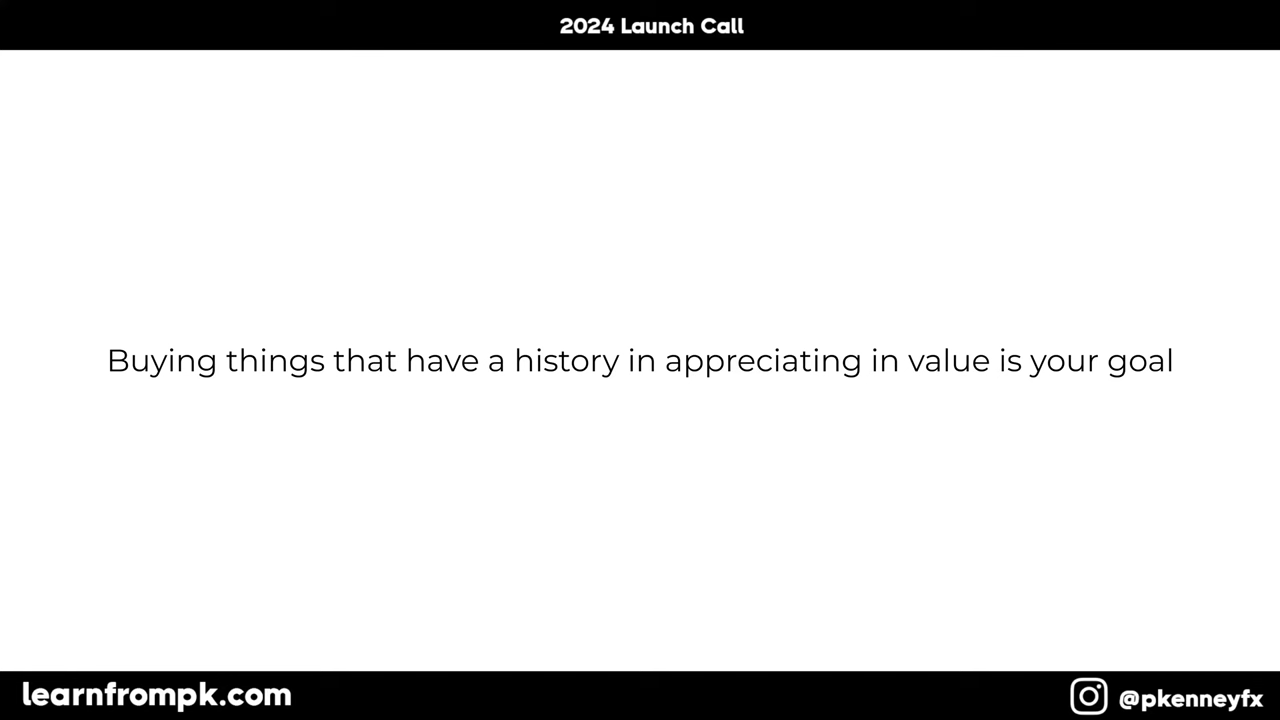 2024 Launch Call
Buying things that have a history in appreciating in value is your goal
learnfrompk.com
@pkenneyfx